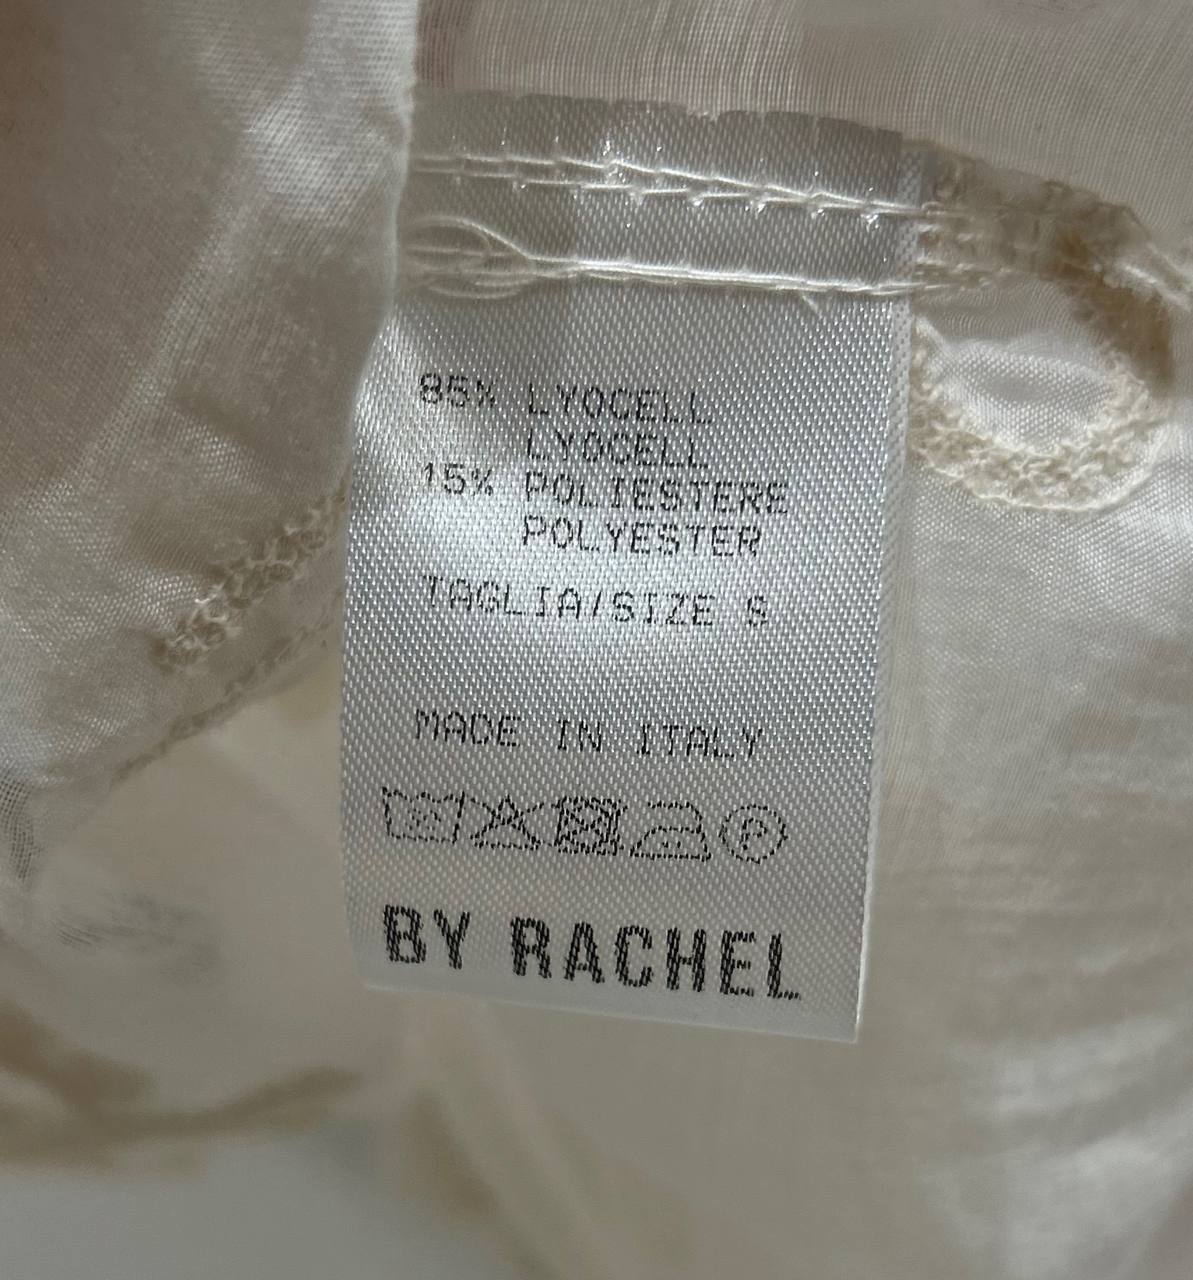 85% LYOCELL
LYOCELL
15% POLIESTERE
POLYESTER
TAGLIA/SIZE S
MADE IN ITALY
P
BY RACHEL